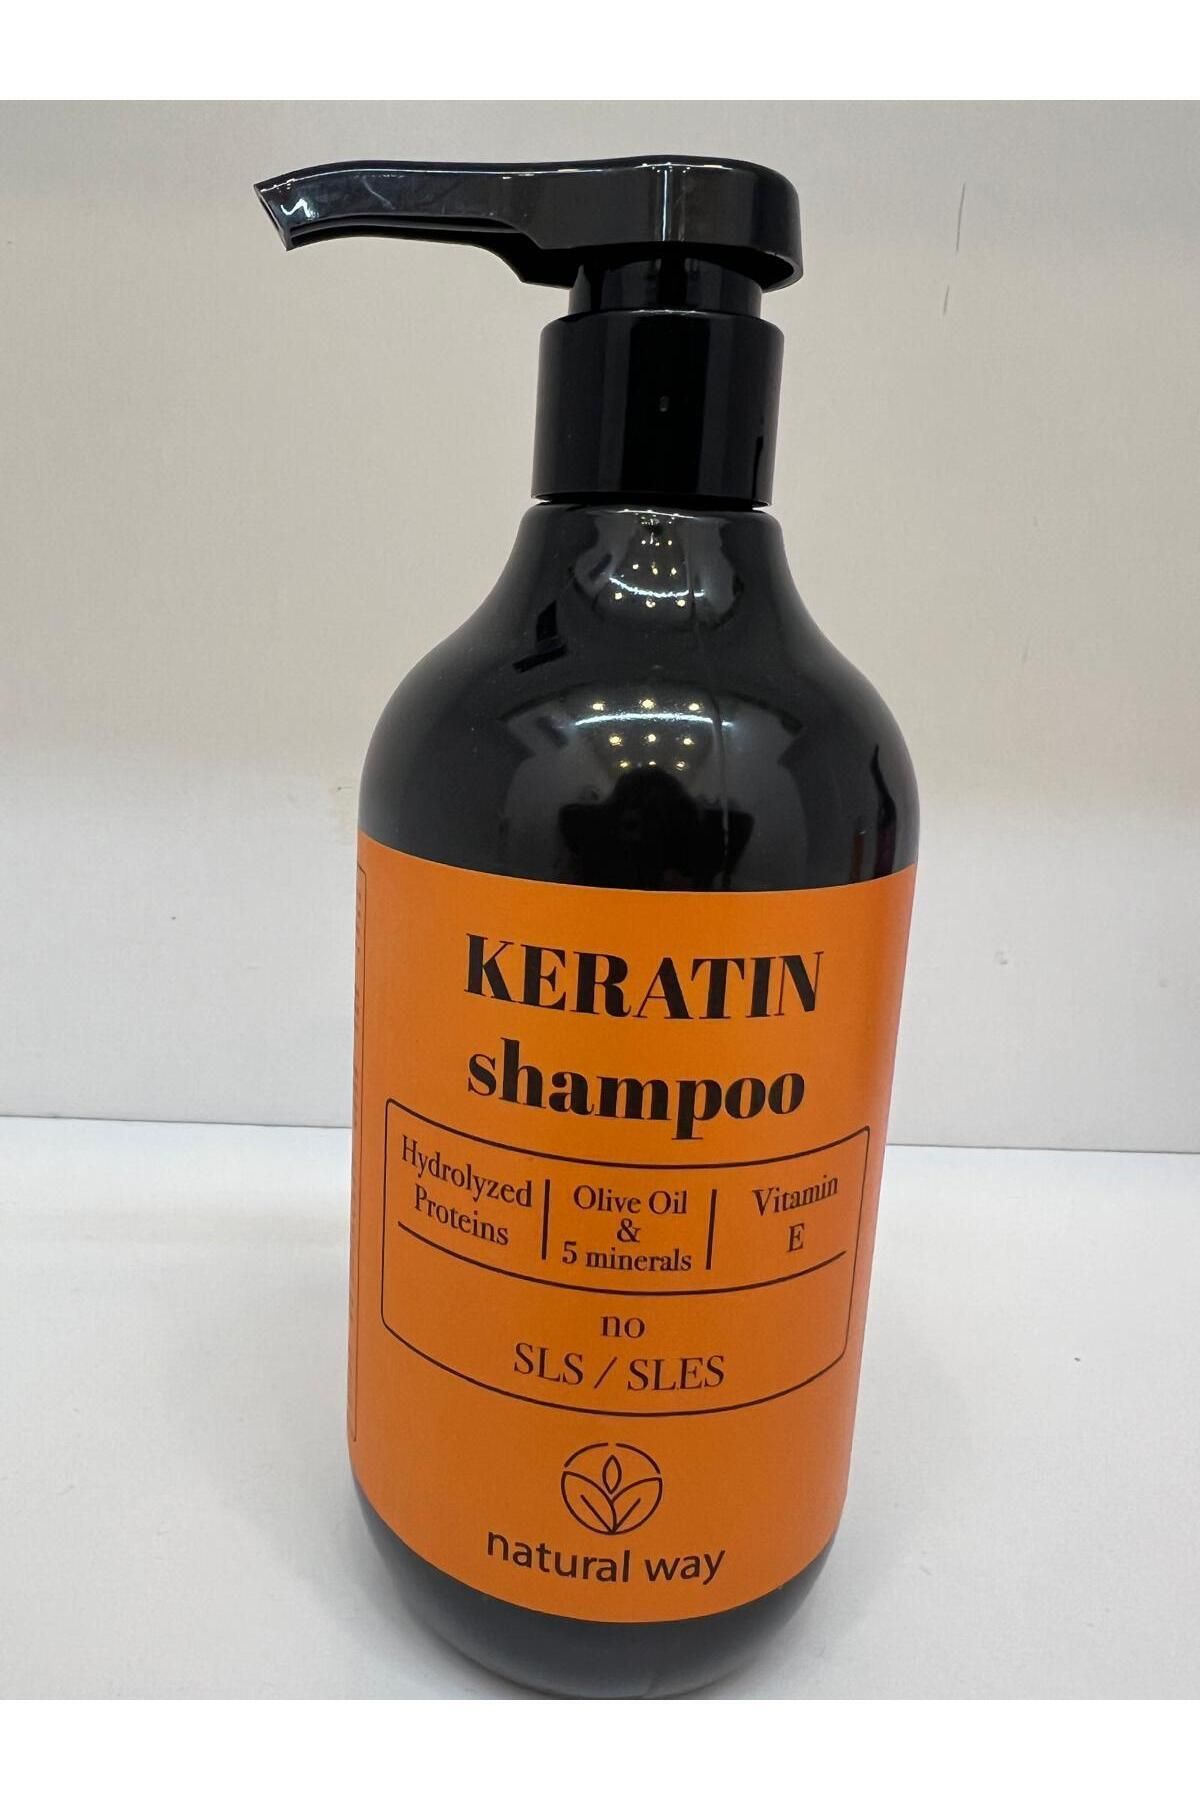 KERATIN
shampoo
Hydrolyzed
Proteins
Olive Oil
&
5 minerals
Vitamin
E
no
SLS / SLES
natural way